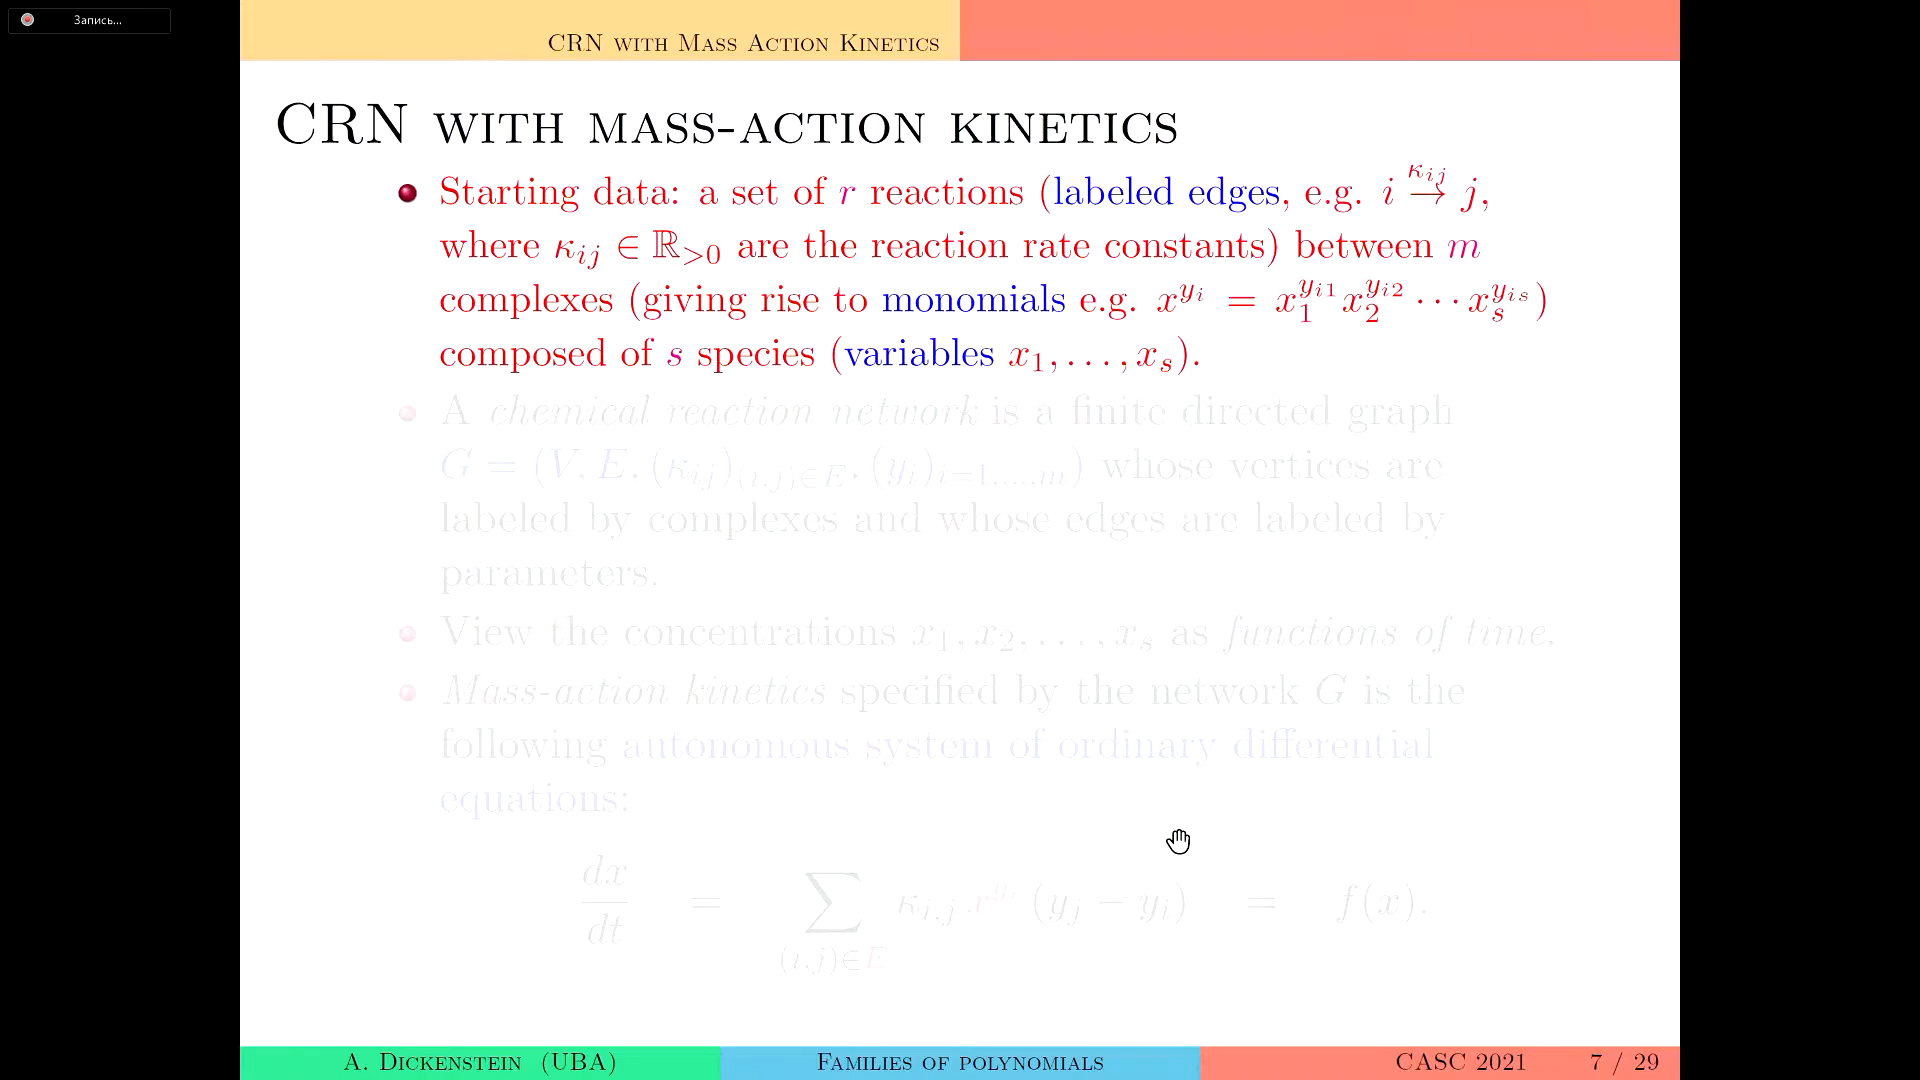 Запись...
CRN with Mass Action Kinetics
CRN with mass-action kinetics
Starting data: a set of r reactions (labeled edges, e.g. i →^{κ_{ij}} j,
where κ_{ij} ∈ ℝ_{>0} are the reaction rate constants) between m
complexes (giving rise to monomials e.g. x^{y_i} = x_1^{y_{i1}} x_2^{y_{i2}} ⋯ x_s^{y_{is}})
composed of s species (variables x_1, . . . , x_s).
A chemical reaction network is a finite directed graph
G = (V, E, (κ_{ij})_{(i,j)∈E}, (y_i)_{i=1,...,m}) whose vertices are
labeled by complexes and whose edges are labeled by
parameters.
View the concentrations x_1, x_2, . . . , x_s as functions of time.
Mass-action kinetics specified by the network G is the
following autonomous system of ordinary differential
equations:
dx/dt = ∑_{(i,j)∈E} κ_{i,j} x^{y_i} (y_j − y_i) = f(x).
A. Dickenstein (UBA) Families of polynomials CASC 2021 7 / 29